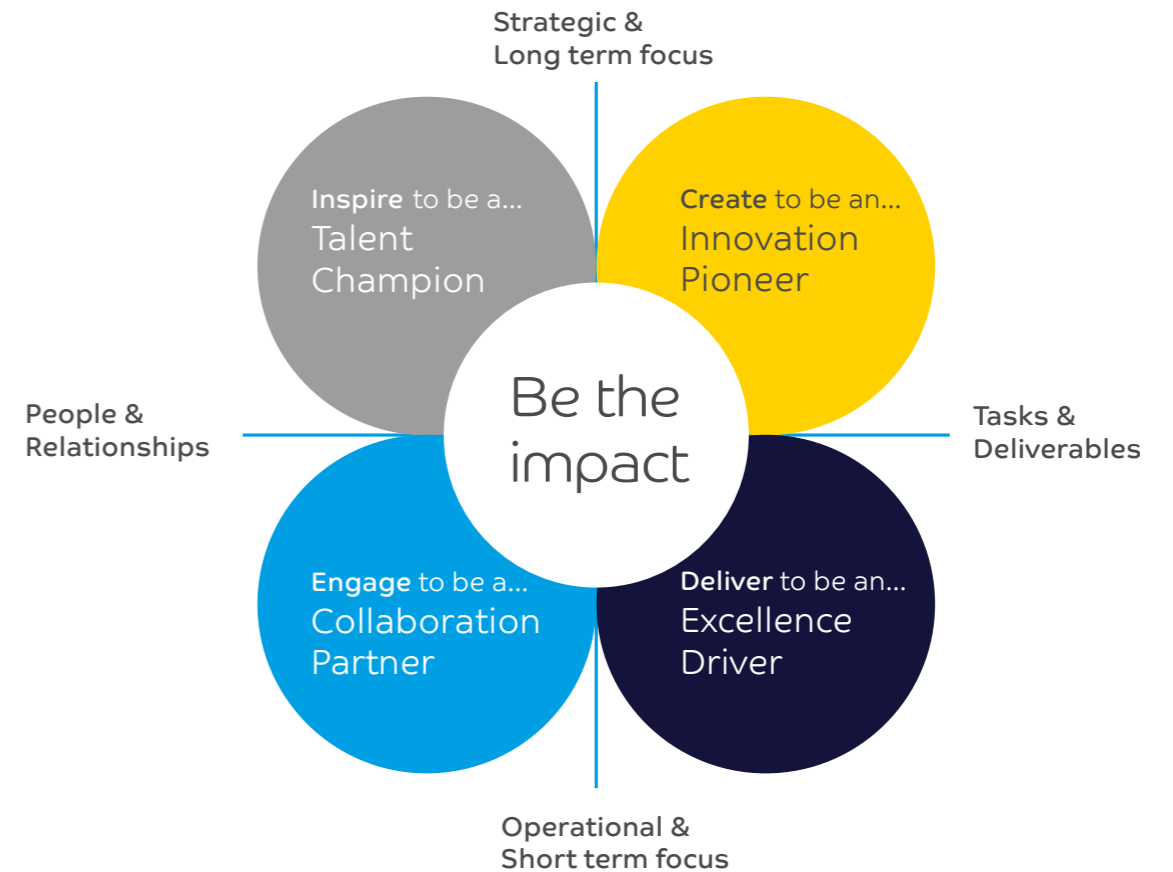 Strategic &
Long term focus
Inspire to be a...
Talent
Champion
Create to be an...
Innovation
Pioneer
People &
Relationships
Be the
impact
Tasks &
Deliverables
Engage to be a...
Collaboration
Partner
Deliver to be an...
Excellence
Driver
Operational &
Short term focus